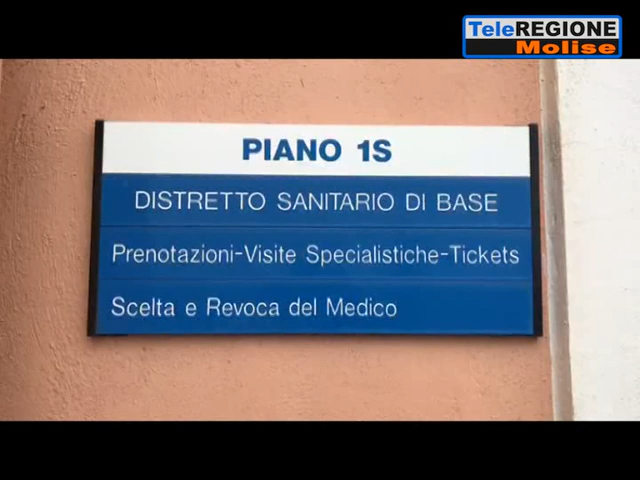 TeleREGIONE
Molise
PIANO 1S
DISTRETTO SANITARIO DI BASE
Prenotazioni-Visite Specialistiche-Tickets
Scelta e Revoca del Medico